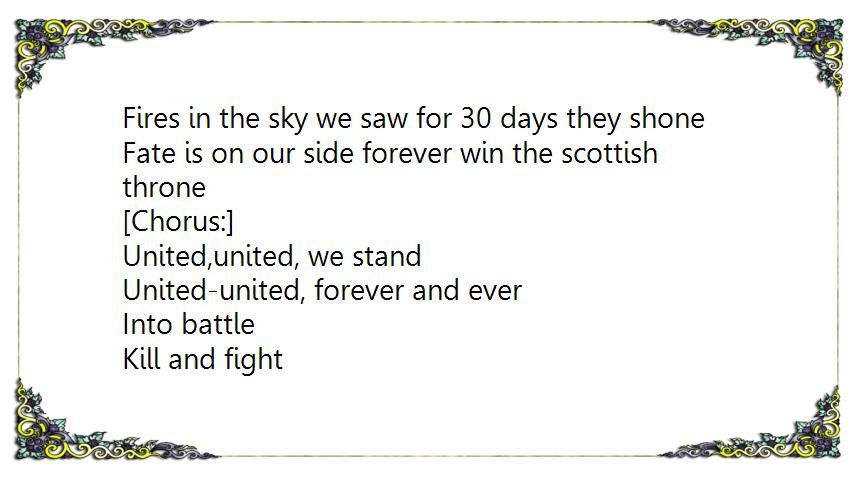 Fires in the sky we saw for 30 days they shone
Fate is on our side forever win the scottish
throne
[Chorus:]
United,united, we stand
United-united, forever and ever
Into battle
Kill and fight